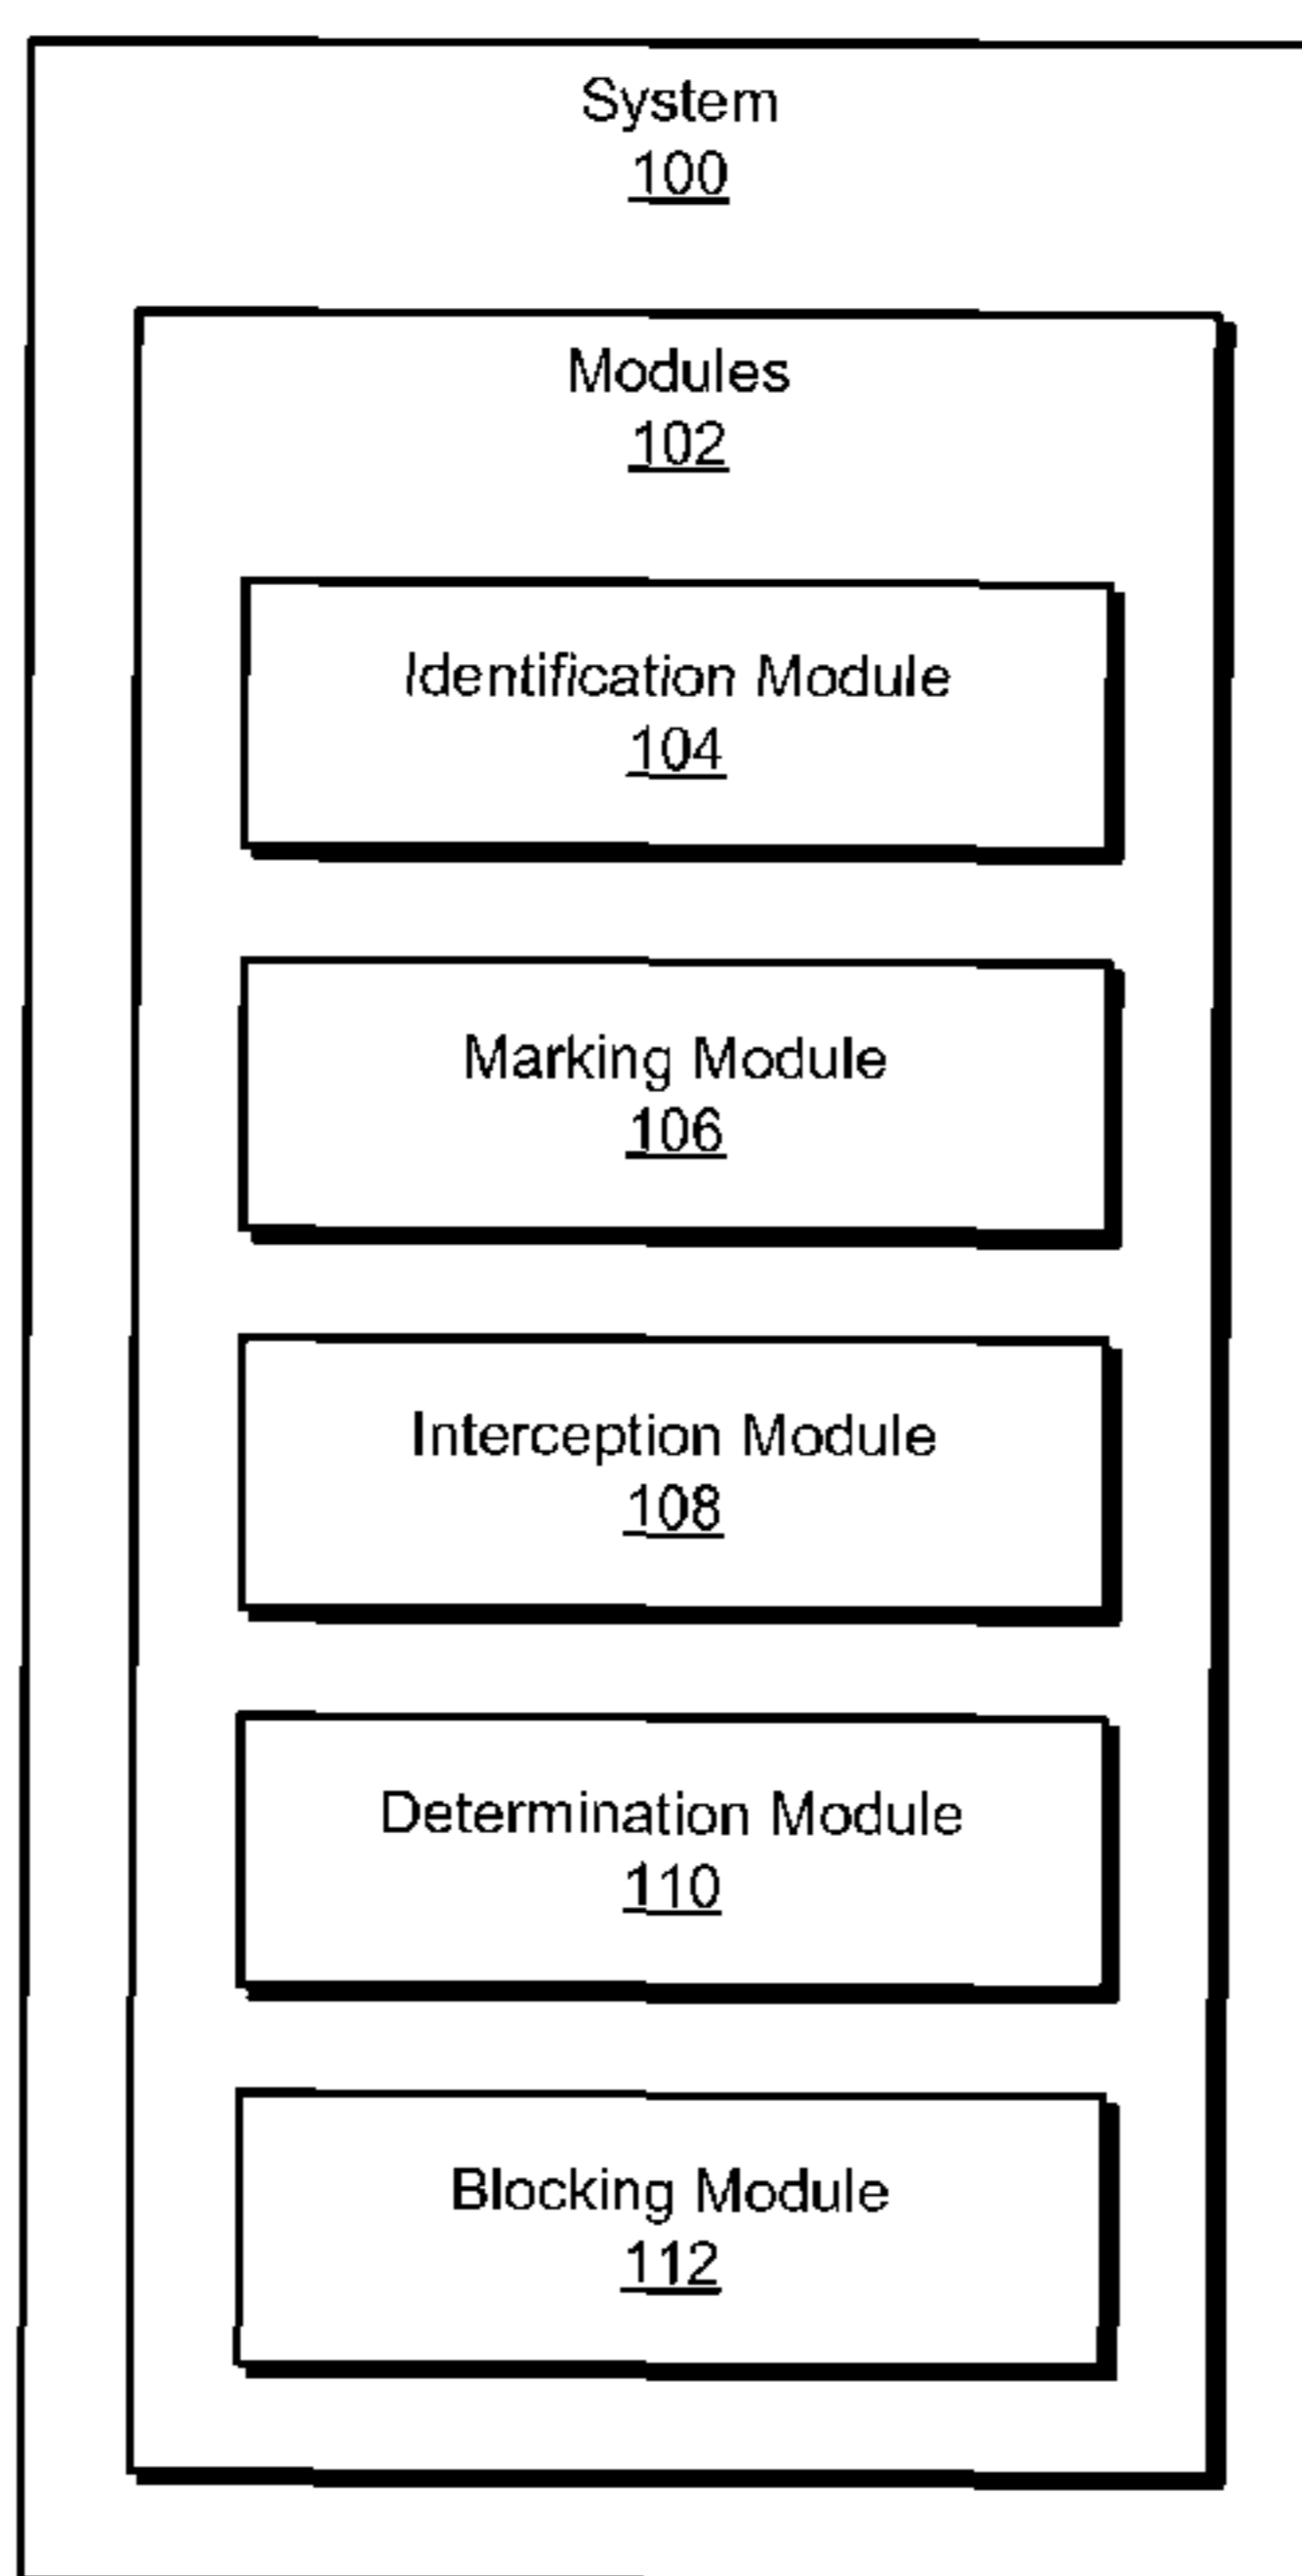 System
100
Modules
102
Identification Module
104
Marking Module
106
Interception Module
108
Determination Module
110
Blocking Module
112